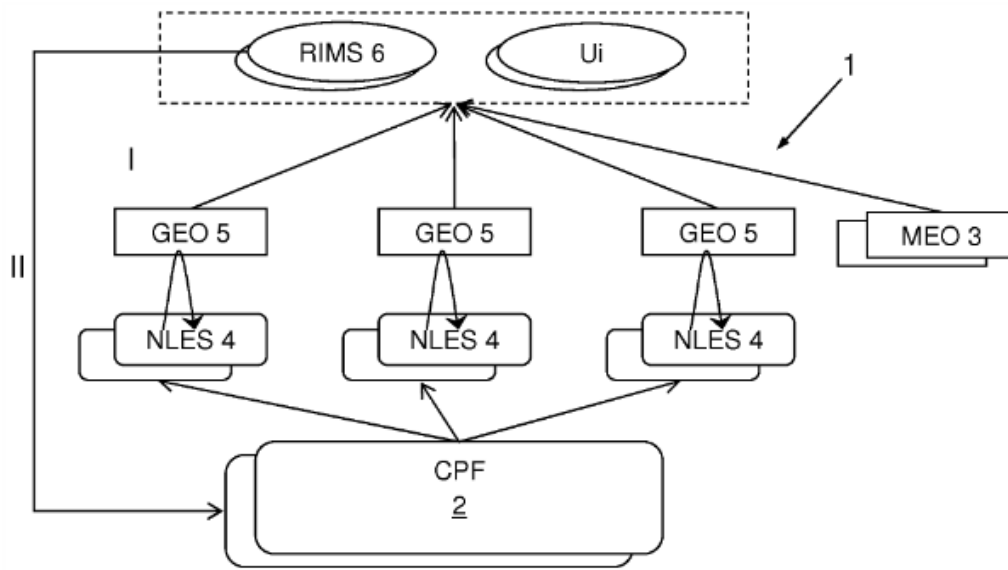 RIMS 6
Ui
1
I
GEO 5
GEO 5
GEO 5
MEO 3
II
NLES 4
NLES 4
NLES 4
CPF
2